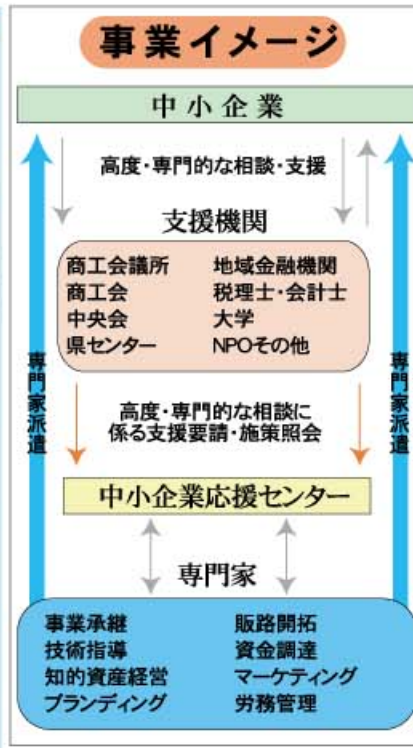 事業イメージ
中小企業
高度・専門的な相談・支援
支援機関
商工会議所 地域金融機関
商工会 税理士・会計士
中央会 大学
県センター NPOその他
専門家派遣
専門家派遣
高度・専門的な相談に
係る支援要請・施策照会
中小企業応援センター
専門家
事業承継 販路開拓
技術指導 資金調達
知的資産経営 マーケティング
ブランディング 労務管理